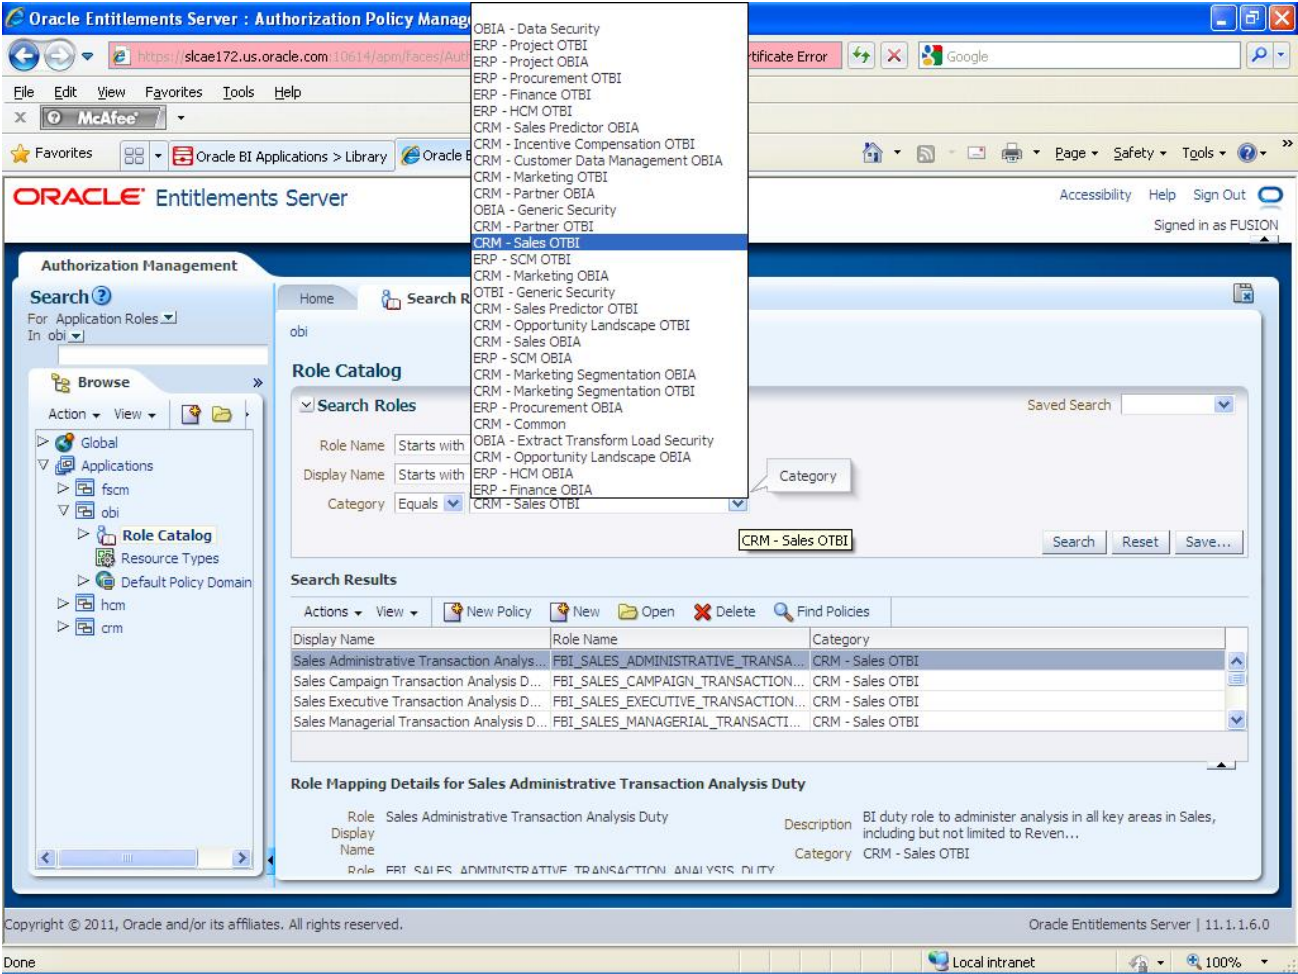 Oracle Entitlements Server : Authorization Policy Manag
https://slcae172.us.oracle.com:10614/apm/faces/Aut
rtificate Error
Google
File Edit View Favorites Tools Help
McAfee
Favorites
Oracle BI Applications > Library
Oracle
Page Safety Tools
ORACLE Entitlements Server
Accessibility Help Sign Out
Signed in as FUSION
Authorization Management
Search
For Application Roles
In obi
Browse
Action View
Global
Applications
fscm
obi
Role Catalog
Resource Types
Default Policy Domain
hcm
crm
Home
Search R
obi
Role Catalog
Search Roles
Saved Search
Role Name Starts with
Display Name Starts with
Category Equals CRM - Sales OTBI
OBIA - Data Security
ERP - Project OTBI
ERP - Project OBIA
ERP - Procurement OTBI
ERP - Finance OTBI
ERP - HCM OTBI
CRM - Sales Predictor OBIA
CRM - Incentive Compensation OTBI
CRM - Customer Data Management OBIA
CRM - Marketing OTBI
CRM - Partner OBIA
OBIA - Generic Security
CRM - Partner OTBI
CRM - Sales OTBI
ERP - SCM OTBI
CRM - Marketing OBIA
OTBI - Generic Security
CRM - Sales Predictor OTBI
CRM - Opportunity Landscape OTBI
CRM - Sales OBIA
ERP - SCM OBIA
CRM - Marketing Segmentation OBIA
CRM - Marketing Segmentation OTBI
ERP - Procurement OBIA
CRM - Common
OBIA - Extract Transform Load Security
CRM - Opportunity Landscape OBIA
ERP - HCM OBIA
ERP - Finance OBIA
Category
CRM - Sales OTBI
Search Reset Save...
Search Results
Actions View New Policy New Open Delete Find Policies
Display Name Role Name Category
Sales Administrative Transaction Analys... FBI_SALES_ADMINISTRATIVE_TRANSA... CRM - Sales OTBI
Sales Campaign Transaction Analysis D... FBI_SALES_CAMPAIGN_TRANSACTION... CRM - Sales OTBI
Sales Executive Transaction Analysis D... FBI_SALES_EXECUTIVE_TRANSACTION... CRM - Sales OTBI
Sales Managerial Transaction Analysis D... FBI_SALES_MANAGERIAL_TRANSACTI... CRM - Sales OTBI
Role Mapping Details for Sales Administrative Transaction Analysis Duty
Role Display Name Sales Administrative Transaction Analysis Duty
Description BI duty role to administer analysis in all key areas in Sales,
including but not limited to Reven...
Category CRM - Sales OTBI
Role FBI_SALES_ADMINISTRATIVE_TRANSACTION_ANALYSIS_DUTY
Copyright © 2011, Oracle and/or its affiliates. All rights reserved.
Oracle Entitlements Server | 11.1.1.6.0
Done
Local intranet
100%